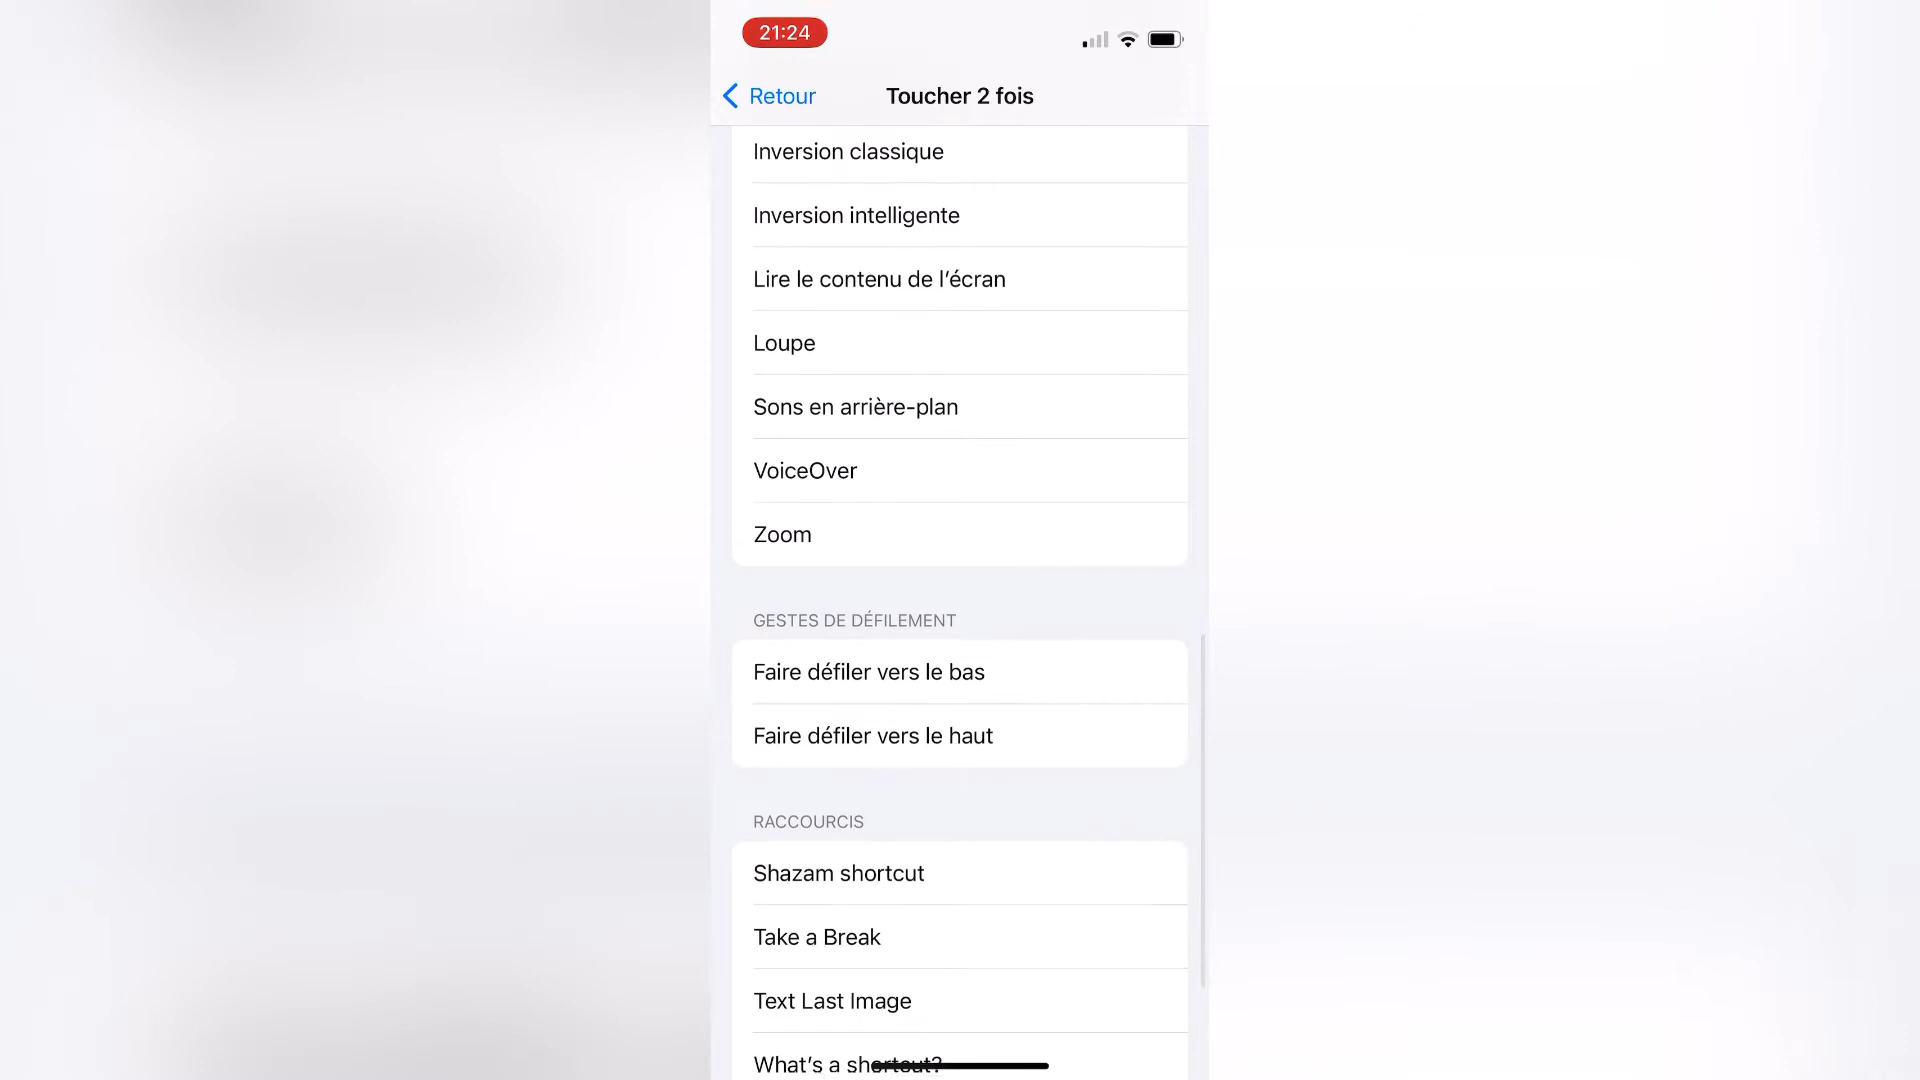 21:24
Retour
Toucher 2 fois
Inversion classique
Inversion intelligente
Lire le contenu de l’écran
Loupe
Sons en arrière-plan
VoiceOver
Zoom
GESTES DE DÉFILEMENT
Faire défiler vers le bas
Faire défiler vers le haut
RACCOURCIS
Shazam shortcut
Take a Break
Text Last Image
What’s a shortcut?